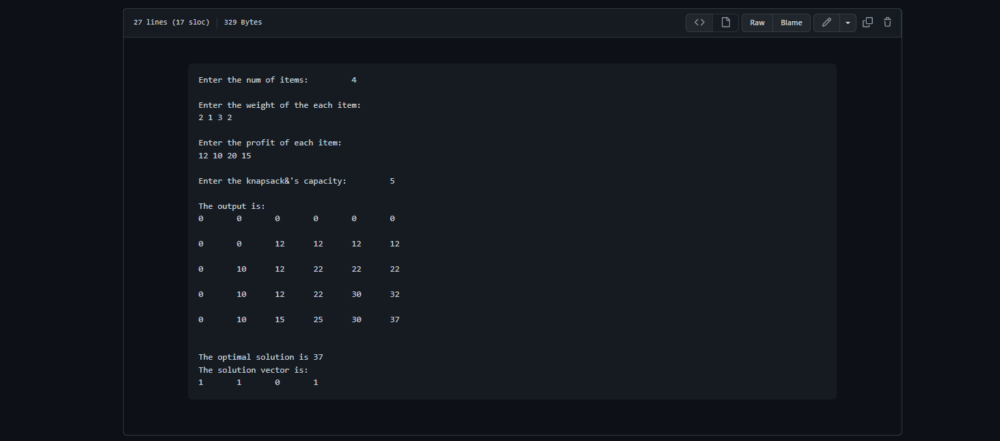 27 lines (17 sloc) 329 Bytes Raw Blame
Enter the num of items: 4
Enter the weight of the each item:
2 1 3 2
Enter the profit of each item:
12 10 20 15
Enter the knapsack&'s capacity: 5
The output is:
0 0 0 0 0 0
0 0 12 12 12 12
0 10 12 22 22 22
0 10 12 22 30 32
0 10 15 25 30 37
The optimal solution is 37
The solution vector is:
1 1 0 1